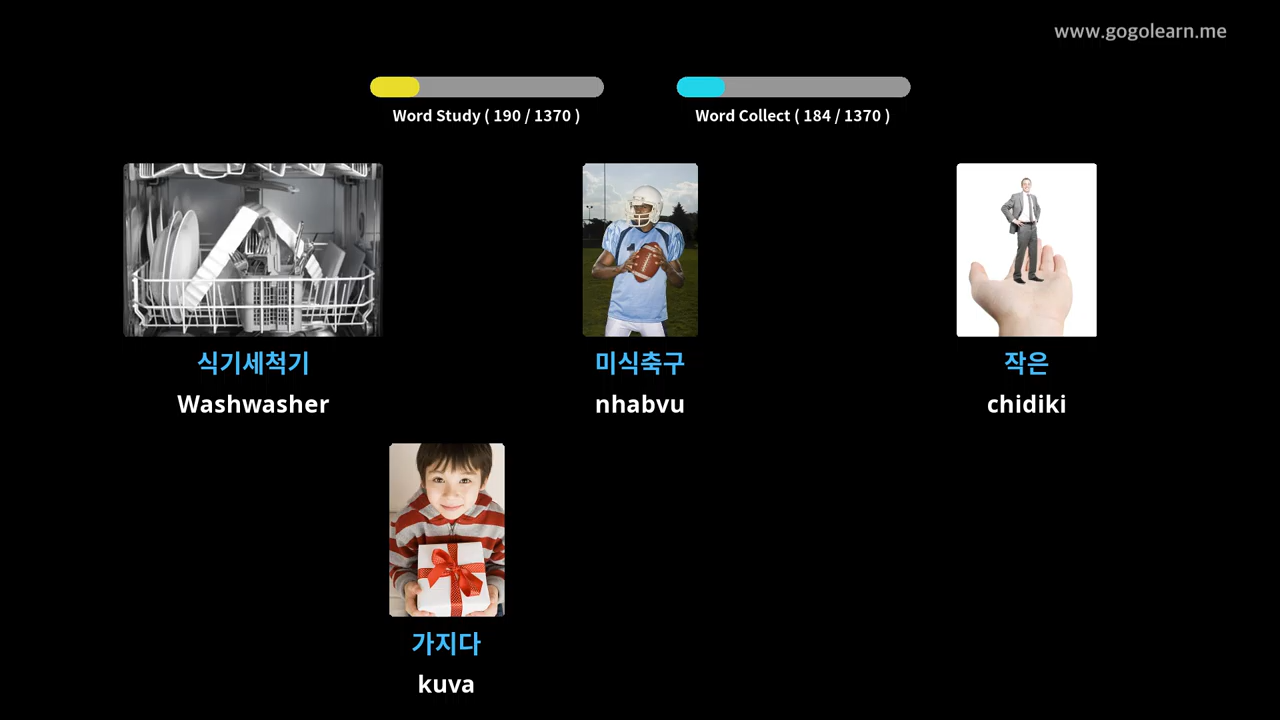 www.gogolearn.me
Word Study ( 190 / 1370 )
Word Collect ( 184 / 1370 )
식기세척기
Washwasher
미식축구
nhabvu
작은
chidiki
가지다
kuva